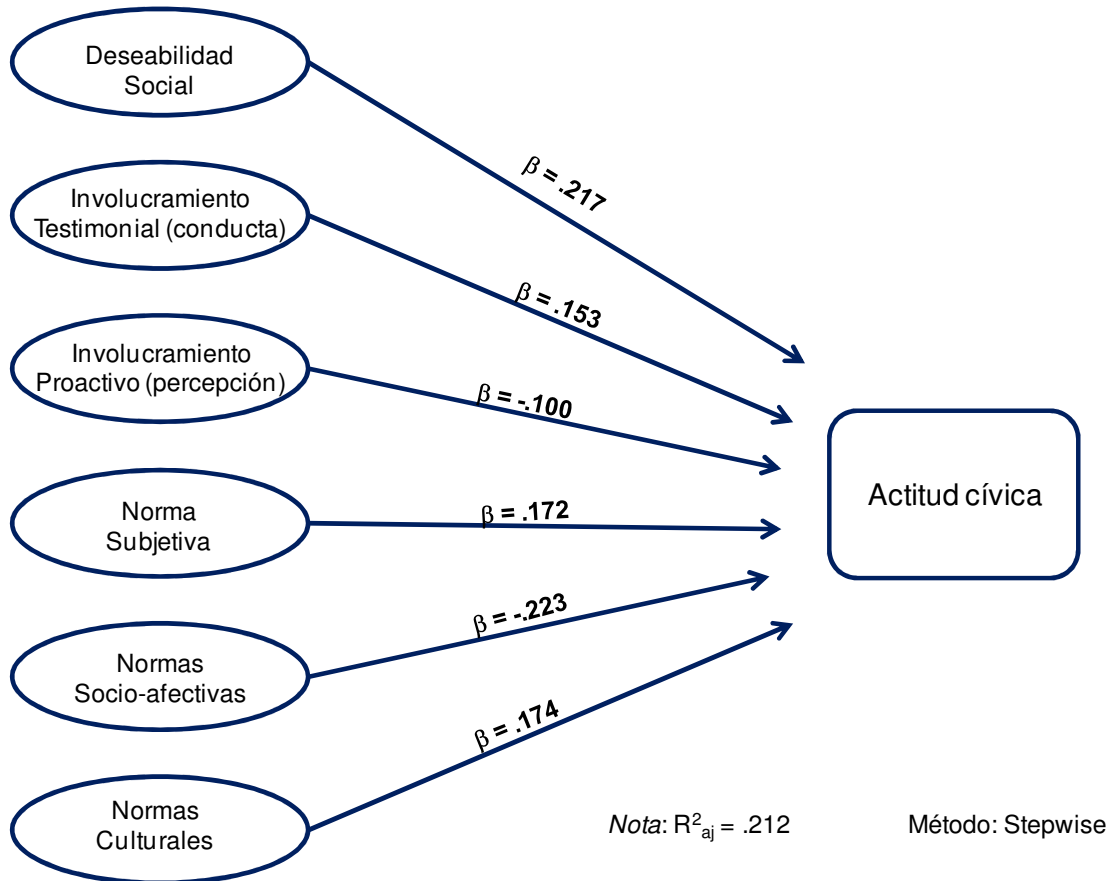 Deseabilidad
Social
β = .217
Involucramiento
Testimonial (conducta)
β = .153
Involucramiento
Proactivo (percepción)
β = -.100
Actitud cívica
Norma
Subjetiva
β = .172
Normas
Socio-afectivas
β = -.223
Normas
Culturales
β = .174
Nota: R²aj = .212
Método: Stepwise